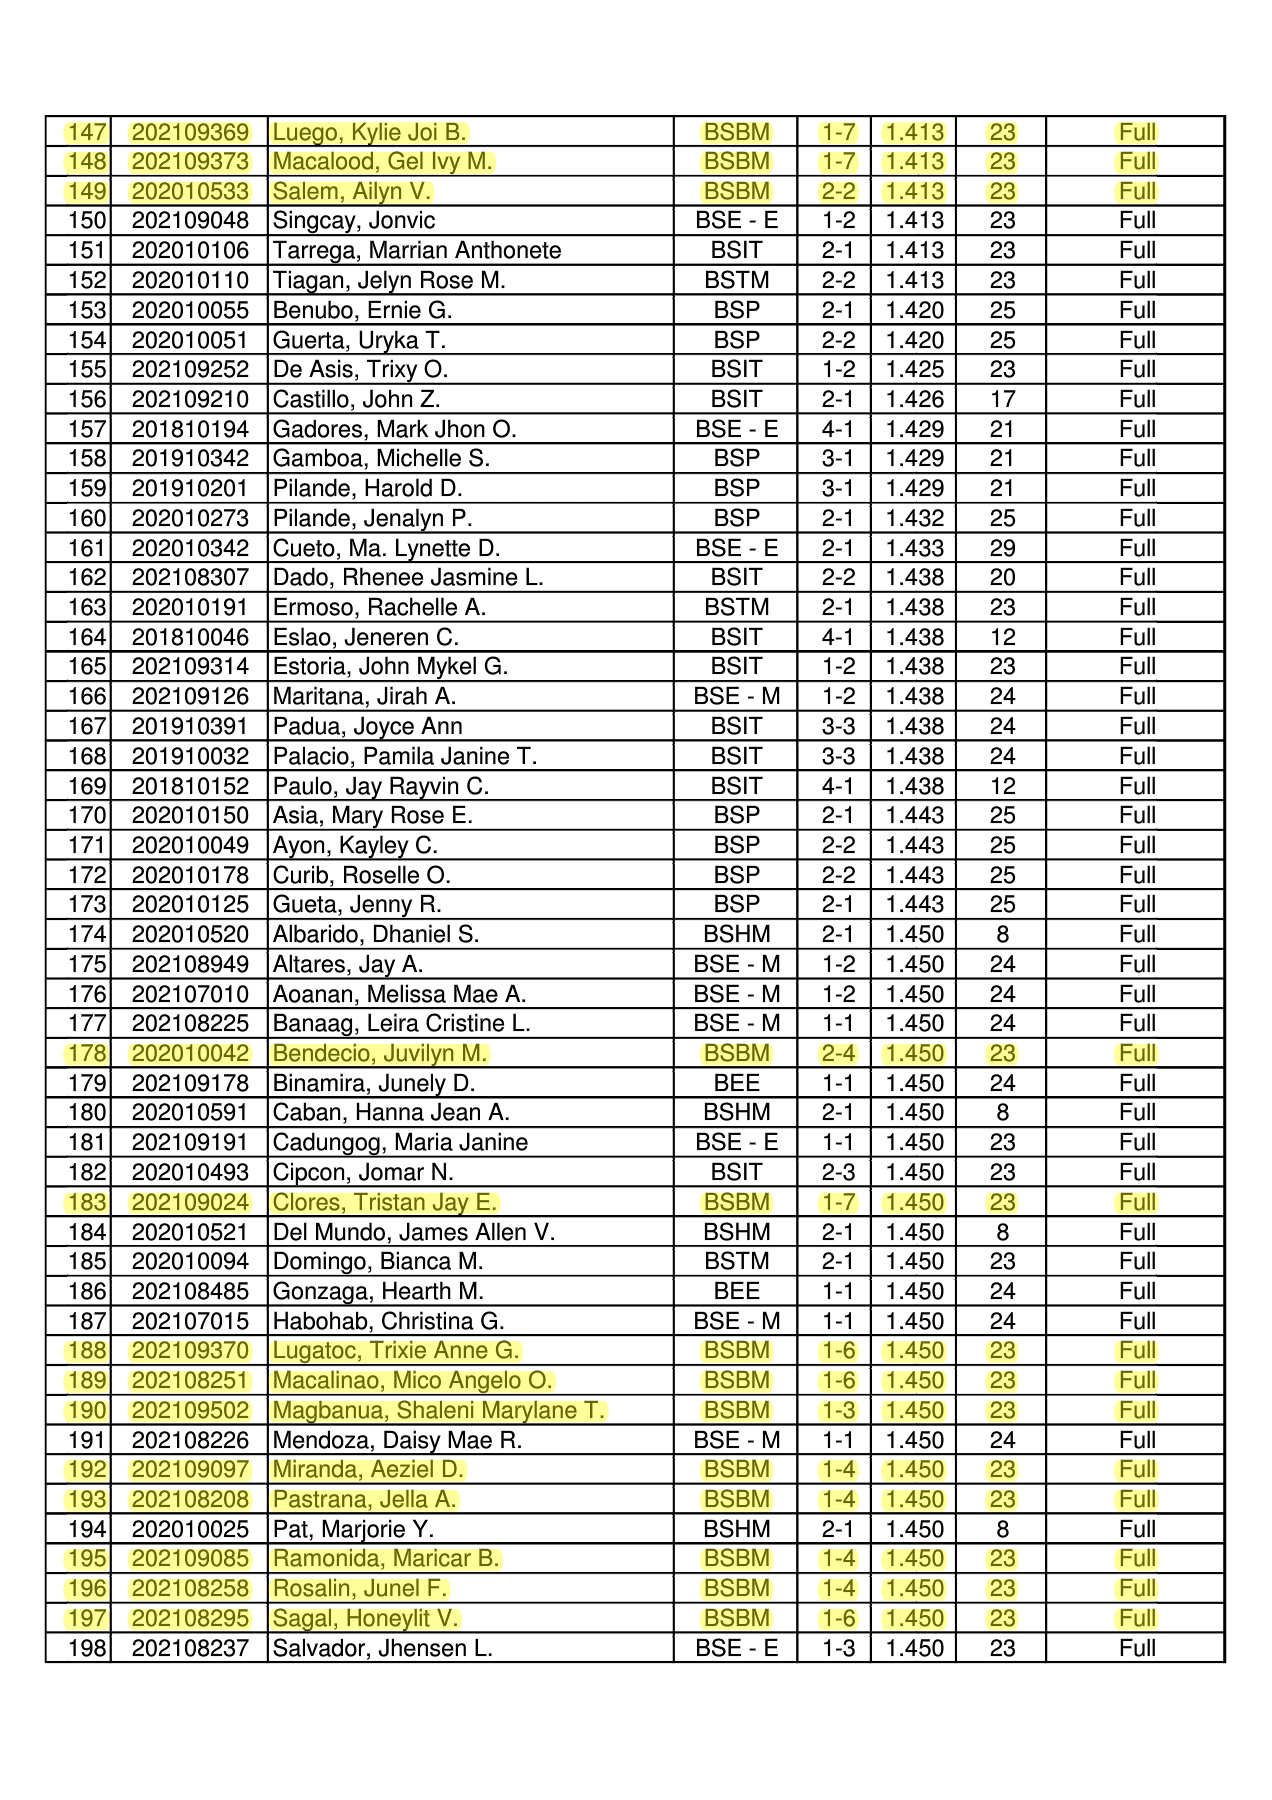 147 202109369 Luego, Kylie Joi B. BSBM 1-7 1.413 23 Full
148 202109373 Macalood, Gel Ivy M. BSBM 1-7 1.413 23 Full
149 202010533 Salem, Ailyn V. BSBM 2-2 1.413 23 Full
150 202109048 Singcay, Jonvic BSE - E 1-2 1.413 23 Full
151 202010106 Tarrega, Marrian Anthonete BSIT 2-1 1.413 23 Full
152 202010110 Tiagan, Jelyn Rose M. BSTM 2-2 1.413 23 Full
153 202010055 Benubo, Ernie G. BSP 2-1 1.420 25 Full
154 202010051 Guerta, Uryka T. BSP 2-2 1.420 25 Full
155 202109252 De Asis, Trixy O. BSIT 1-2 1.425 23 Full
156 202109210 Castillo, John Z. BSIT 2-1 1.426 17 Full
157 201810194 Gadores, Mark Jhon O. BSE - E 4-1 1.429 21 Full
158 201910342 Gamboa, Michelle S. BSP 3-1 1.429 21 Full
159 201910201 Pilande, Harold D. BSP 3-1 1.429 21 Full
160 202010273 Pilande, Jenalyn P. BSP 2-1 1.432 25 Full
161 202010342 Cueto, Ma. Lynette D. BSE - E 2-1 1.433 29 Full
162 202108307 Dado, Rhenee Jasmine L. BSIT 2-2 1.438 20 Full
163 202010191 Ermoso, Rachelle A. BSTM 2-1 1.438 23 Full
164 201810046 Eslao, Jeneren C. BSIT 4-1 1.438 12 Full
165 202109314 Estoria, John Mykel G. BSIT 1-2 1.438 23 Full
166 202109126 Maritana, Jirah A. BSE - M 1-2 1.438 24 Full
167 201910391 Padua, Joyce Ann BSIT 3-3 1.438 24 Full
168 201910032 Palacio, Pamila Janine T. BSIT 3-3 1.438 24 Full
169 201810152 Paulo, Jay Rayvin C. BSIT 4-1 1.438 12 Full
170 202010150 Asia, Mary Rose E. BSP 2-1 1.443 25 Full
171 202010049 Ayon, Kayley C. BSP 2-2 1.443 25 Full
172 202010178 Curib, Roselle O. BSP 2-2 1.443 25 Full
173 202010125 Gueta, Jenny R. BSP 2-1 1.443 25 Full
174 202010520 Albarido, Dhaniel S. BSHM 2-1 1.450 8 Full
175 202108949 Altares, Jay A. BSE - M 1-2 1.450 24 Full
176 202107010 Aoanan, Melissa Mae A. BSE - M 1-2 1.450 24 Full
177 202108225 Banaag, Leira Cristine L. BSE - M 1-1 1.450 24 Full
178 202010042 Bendecio, Juvilyn M. BSBM 2-4 1.450 23 Full
179 202109178 Binamira, Junely D. BEE 1-1 1.450 24 Full
180 202010591 Caban, Hanna Jean A. BSHM 2-1 1.450 8 Full
181 202109191 Cadungog, Maria Janine BSE - E 1-1 1.450 23 Full
182 202010493 Cipcon, Jomar N. BSIT 2-3 1.450 23 Full
183 202109024 Clores, Tristan Jay E. BSBM 1-7 1.450 23 Full
184 202010521 Del Mundo, James Allen V. BSHM 2-1 1.450 8 Full
185 202010094 Domingo, Bianca M. BSTM 2-1 1.450 23 Full
186 202108485 Gonzaga, Hearth M. BEE 1-1 1.450 24 Full
187 202107015 Habohab, Christina G. BSE - M 1-1 1.450 24 Full
188 202109370 Lugatoc, Trixie Anne G. BSBM 1-6 1.450 23 Full
189 202108251 Macalinao, Mico Angelo O. BSBM 1-6 1.450 23 Full
190 202109502 Magbanua, Shaleni Marylane T. BSBM 1-3 1.450 23 Full
191 202108226 Mendoza, Daisy Mae R. BSE - M 1-1 1.450 24 Full
192 202109097 Miranda, Aeziel D. BSBM 1-4 1.450 23 Full
193 202108208 Pastrana, Jella A. BSBM 1-4 1.450 23 Full
194 202010025 Pat, Marjorie Y. BSHM 2-1 1.450 8 Full
195 202109085 Ramonida, Maricar B. BSBM 1-4 1.450 23 Full
196 202108258 Rosalin, Junel F. BSBM 1-4 1.450 23 Full
197 202108295 Sagal, Honeylit V. BSBM 1-6 1.450 23 Full
198 202108237 Salvador, Jhensen L. BSE - E 1-3 1.450 23 Full